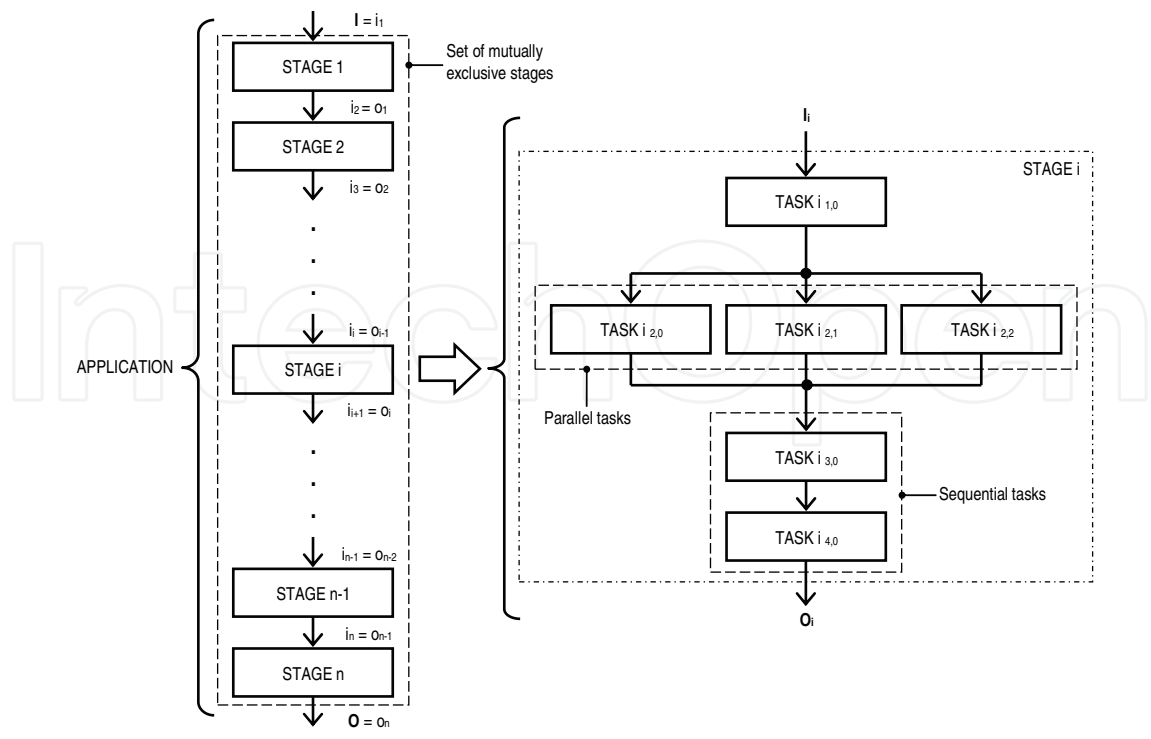 I = i1
STAGE 1
i2 = o1
STAGE 2
i3 = o2
ii = oi-1
STAGE i
ii+1 = oi
in-1 = on-2
STAGE n-1
in = on-1
STAGE n
O = on
APPLICATION
Set of mutually
exclusive stages
Ii
STAGE i
TASK i 1,0
TASK i 2,0
TASK i 2,1
TASK i 2,2
Parallel tasks
TASK i 3,0
Sequential tasks
TASK i 4,0
Oi
IntechOpen